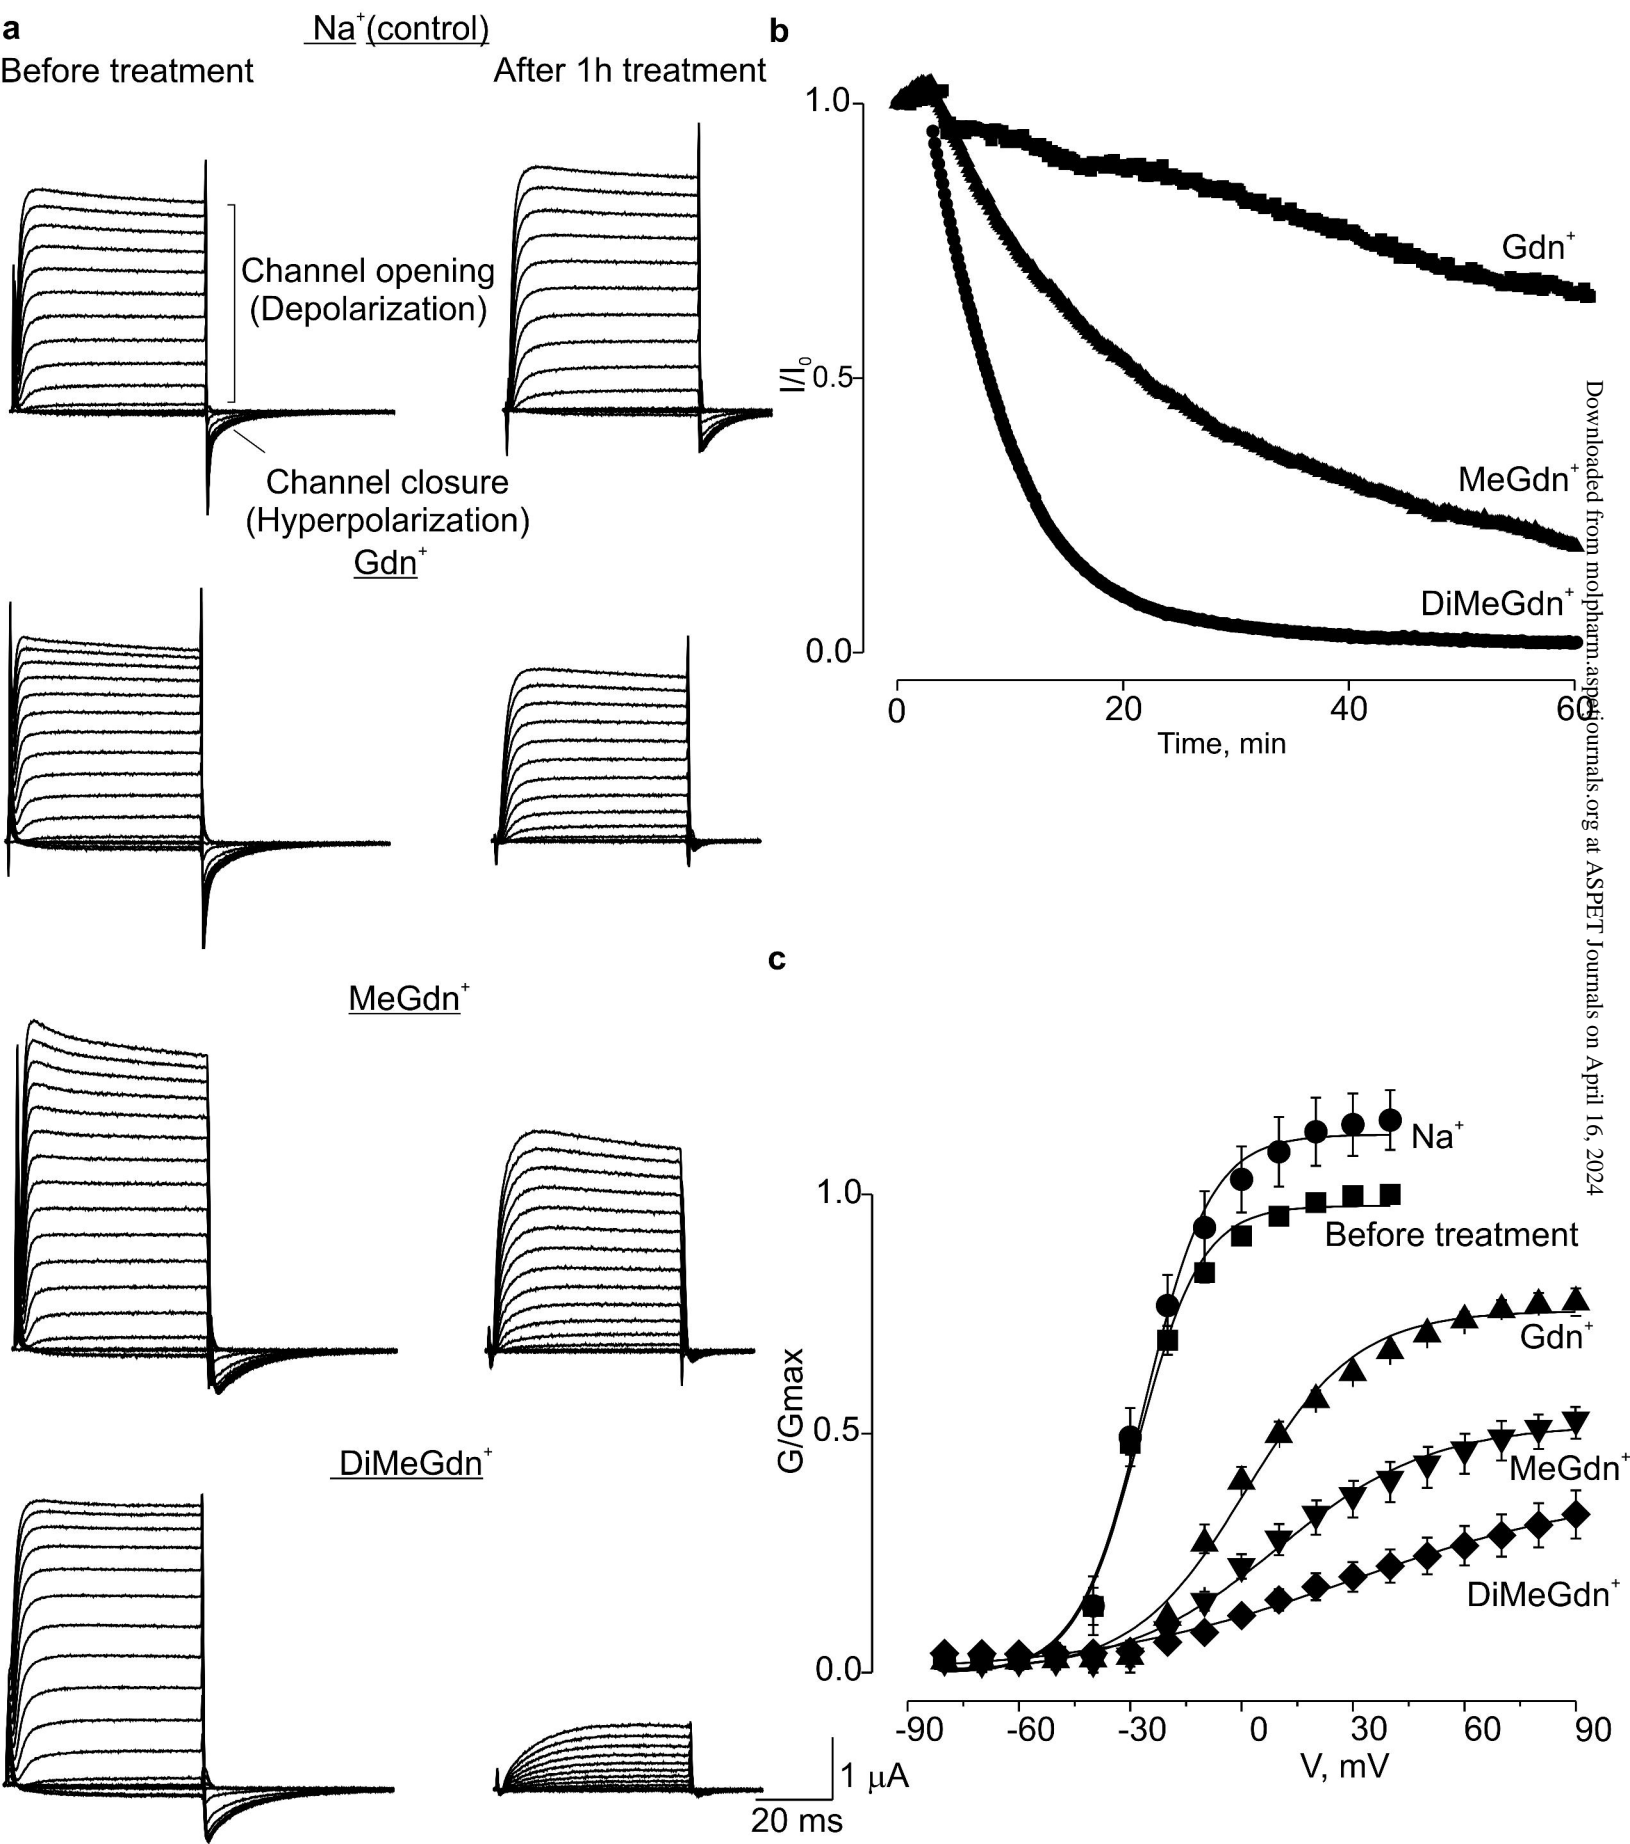 a
Na⁺(control)
Before treatment
After 1h treatment
Channel opening
(Depolarization)
Channel closure
(Hyperpolarization)
Gdn⁺
MeGdn⁺
DiMeGdn⁺
1 μA
20 ms
b
1.0
0.5
0.0
I/I₀
Gdn⁺
MeGdn⁺
DiMeGdn⁺
0 20 40 60
Time, min
c
1.0
0.5
0.0
G/Gmax
Na⁺
Before treatment
Gdn⁺
MeGdn⁺
DiMeGdn⁺
-90 -60 -30 0 30 60 90
V, mV
Downloaded from molpharm.aspetjournals.org at ASPET Journals on April 16, 2024